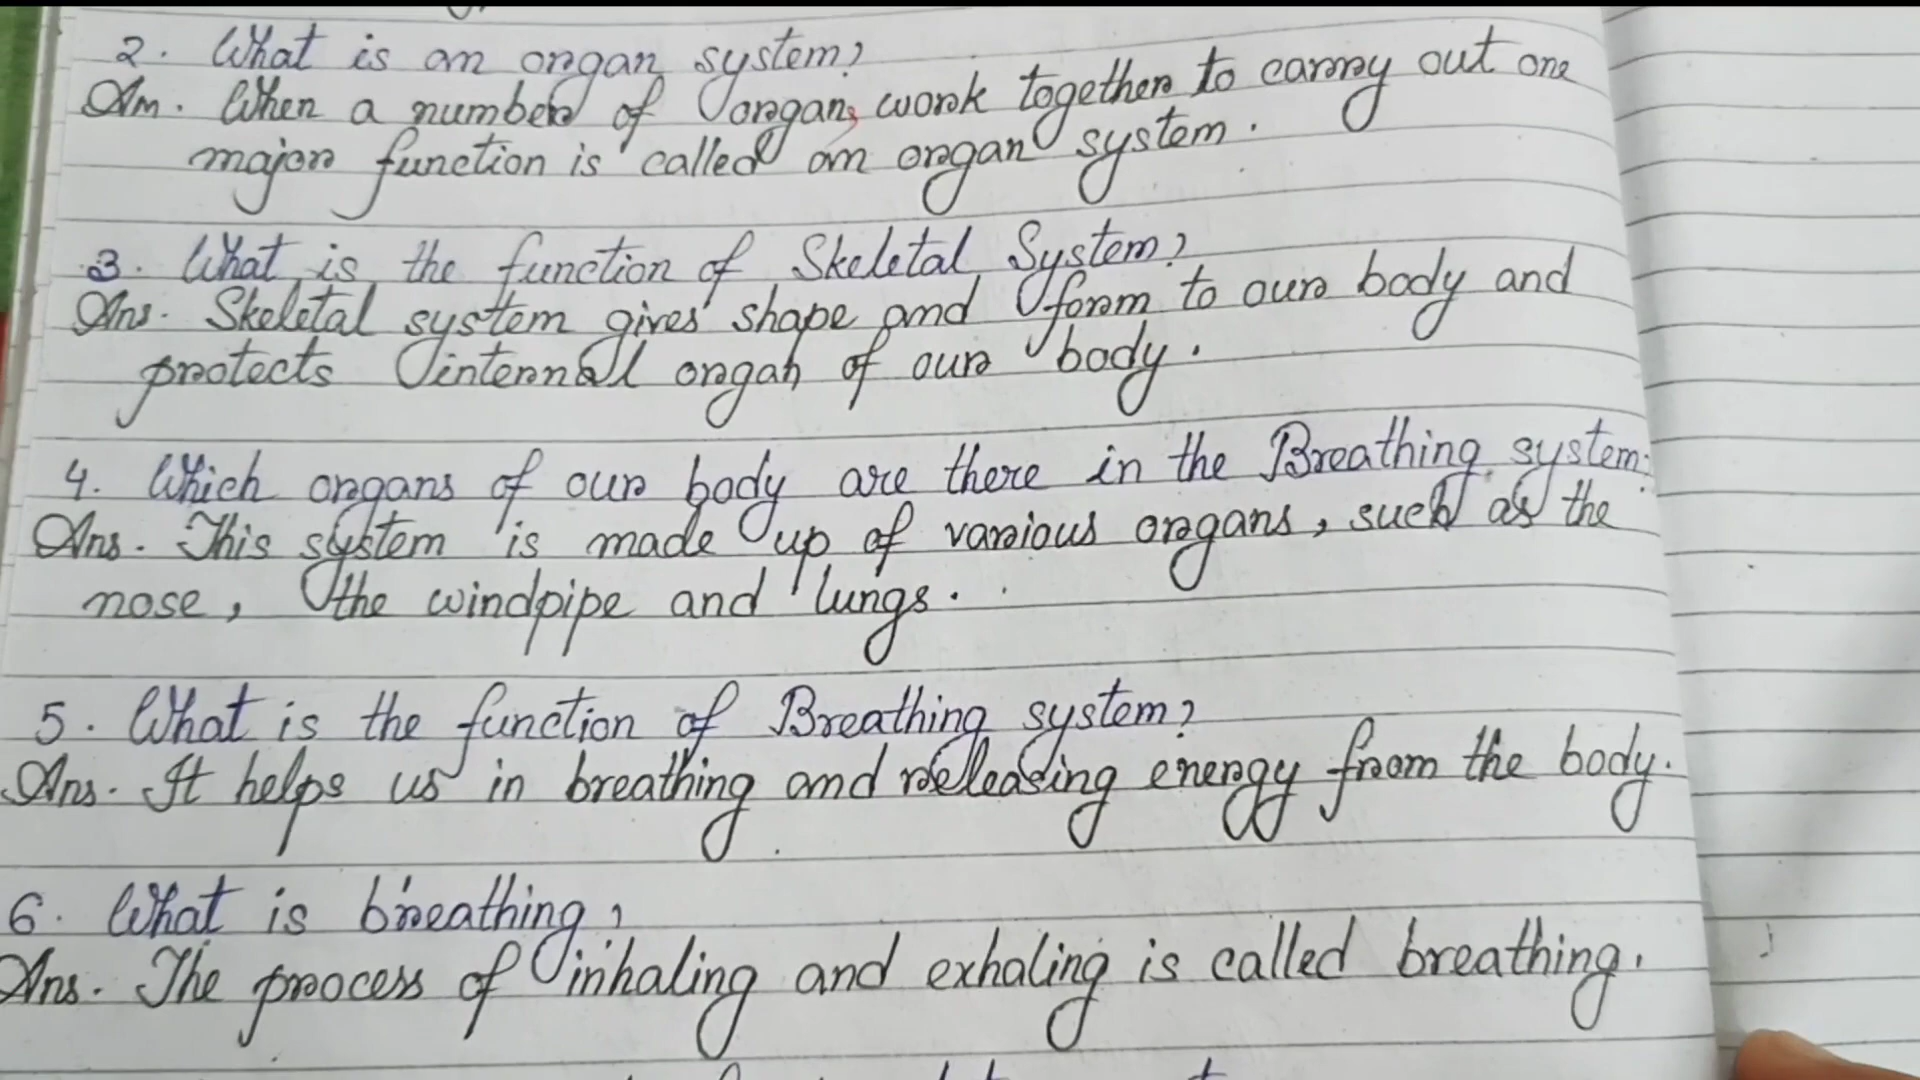 2. What is an organ system?
Ans. When a number of organs work together to carry out one
major function is called an organ system.
3. What is the function of Skeletal System?
Ans. Skeletal system gives shape and form to our body and
protects internal organ of our body.
4. Which organs of our body are there in the Breathing system.
Ans. This system is made up of various organs, such as the
nose, the windpipe and lungs.
5. What is the function of Breathing system?
Ans. It helps us in breathing and releasing energy from the body.
6. What is breathing?
Ans. The process of inhaling and exhaling is called breathing.